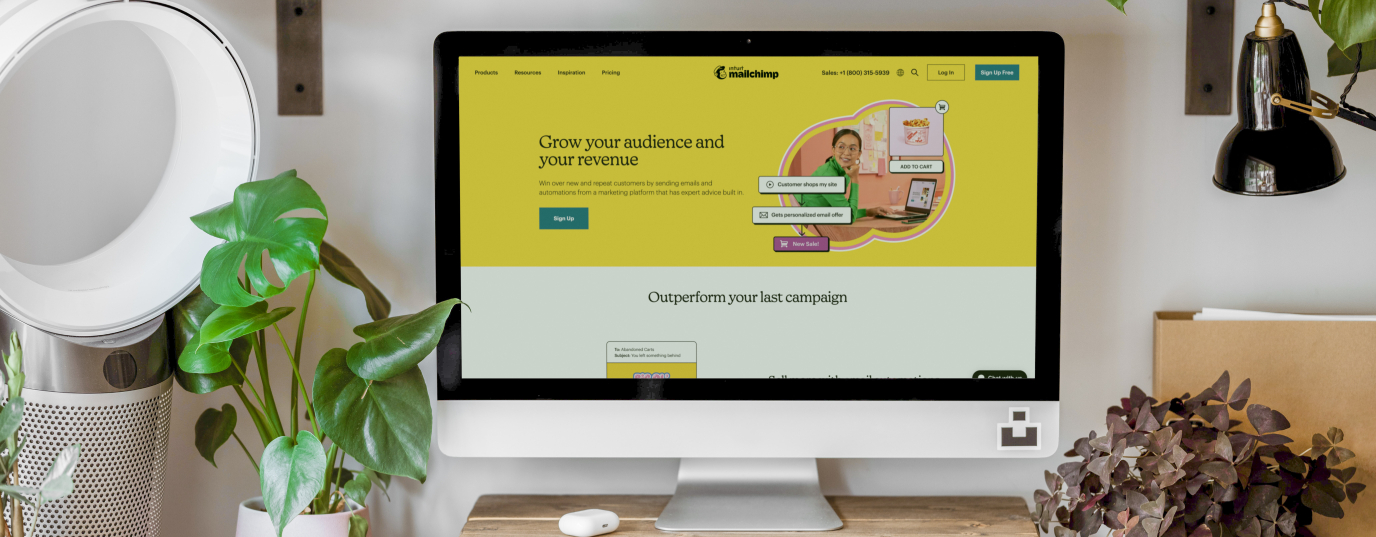 Products Resources Inspiration Pricing
intuit
mailchimp
Sales: +1 (800) 315-5939
Log In
Sign Up Free
Grow your audience and
your revenue
Win over new and repeat customers by sending emails and
automations from a marketing platform that has expert advice built in.
Sign Up
ADD TO CART
Customer shops my site
Gets personalized email offer
New Sale!
Outperform your last campaign
Re: Abandoned Carts
Subject: You left something behind
Chat with us